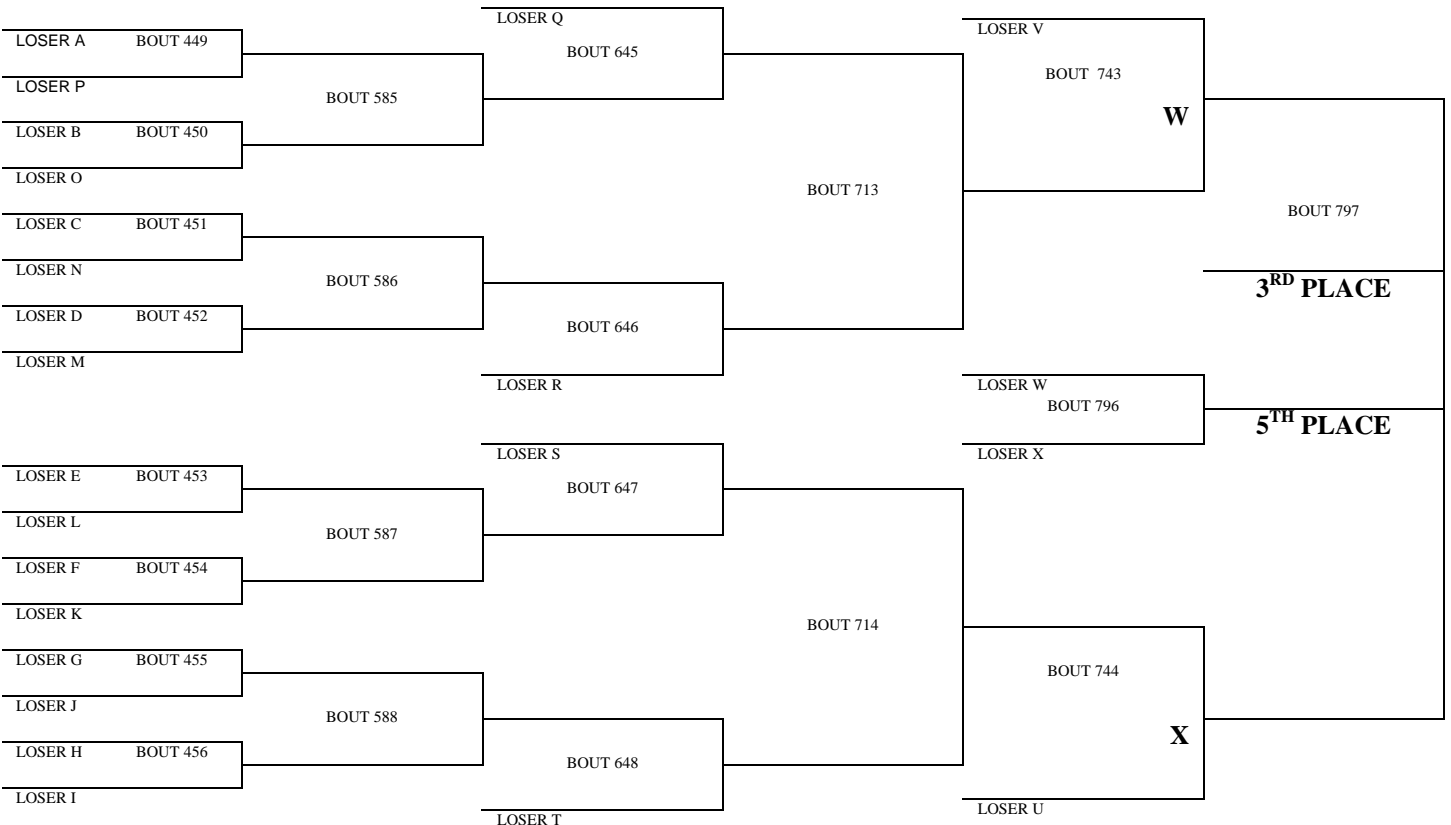 LOSER Q
LOSER V
LOSER A BOUT 449
BOUT 645
BOUT 743
LOSER P
BOUT 585
W
LOSER B BOUT 450
LOSER O
BOUT 713
LOSER C BOUT 451
BOUT 797
LOSER N
BOUT 586
3RD PLACE
LOSER D BOUT 452
BOUT 646
LOSER M
LOSER R
LOSER W
BOUT 796
5TH PLACE
LOSER S
LOSER X
LOSER E BOUT 453
BOUT 647
LOSER L
BOUT 587
LOSER F BOUT 454
LOSER K
BOUT 714
LOSER G BOUT 455
BOUT 744
LOSER J
BOUT 588
X
LOSER H BOUT 456
BOUT 648
LOSER I
LOSER U
LOSER T